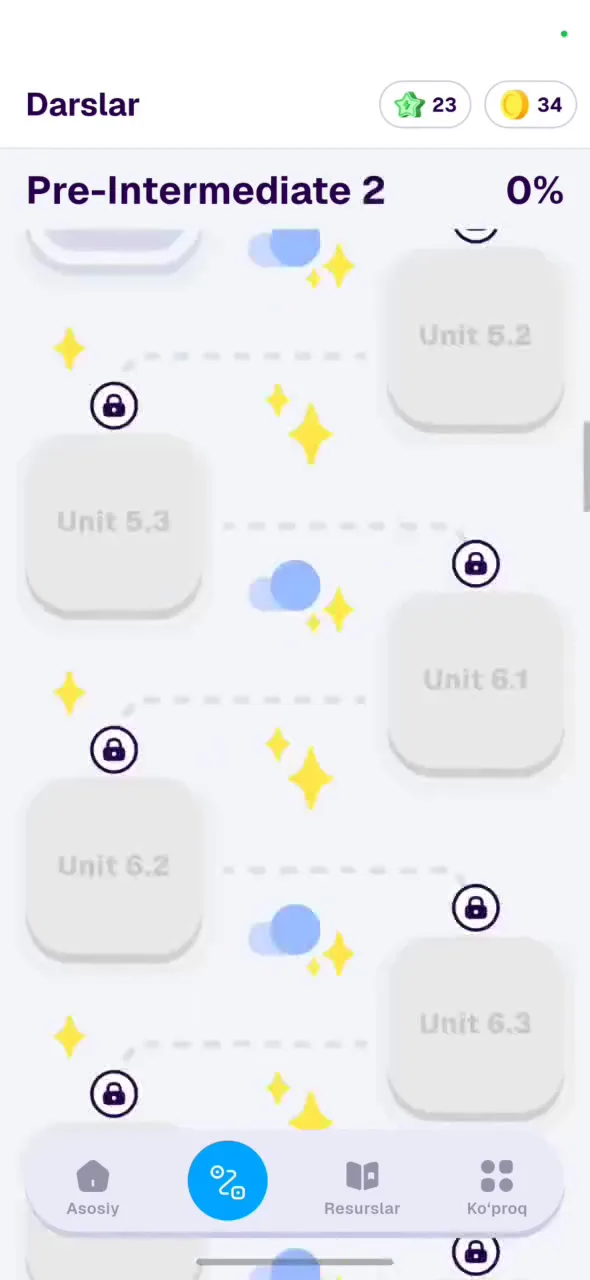 Darslar
23
34
Pre-Intermediate 2
0%
Unit 5.2
Unit 5.3
Unit 6.1
Unit 6.2
Unit 6.3
Asosiy
Resurslar
Ko‘proq